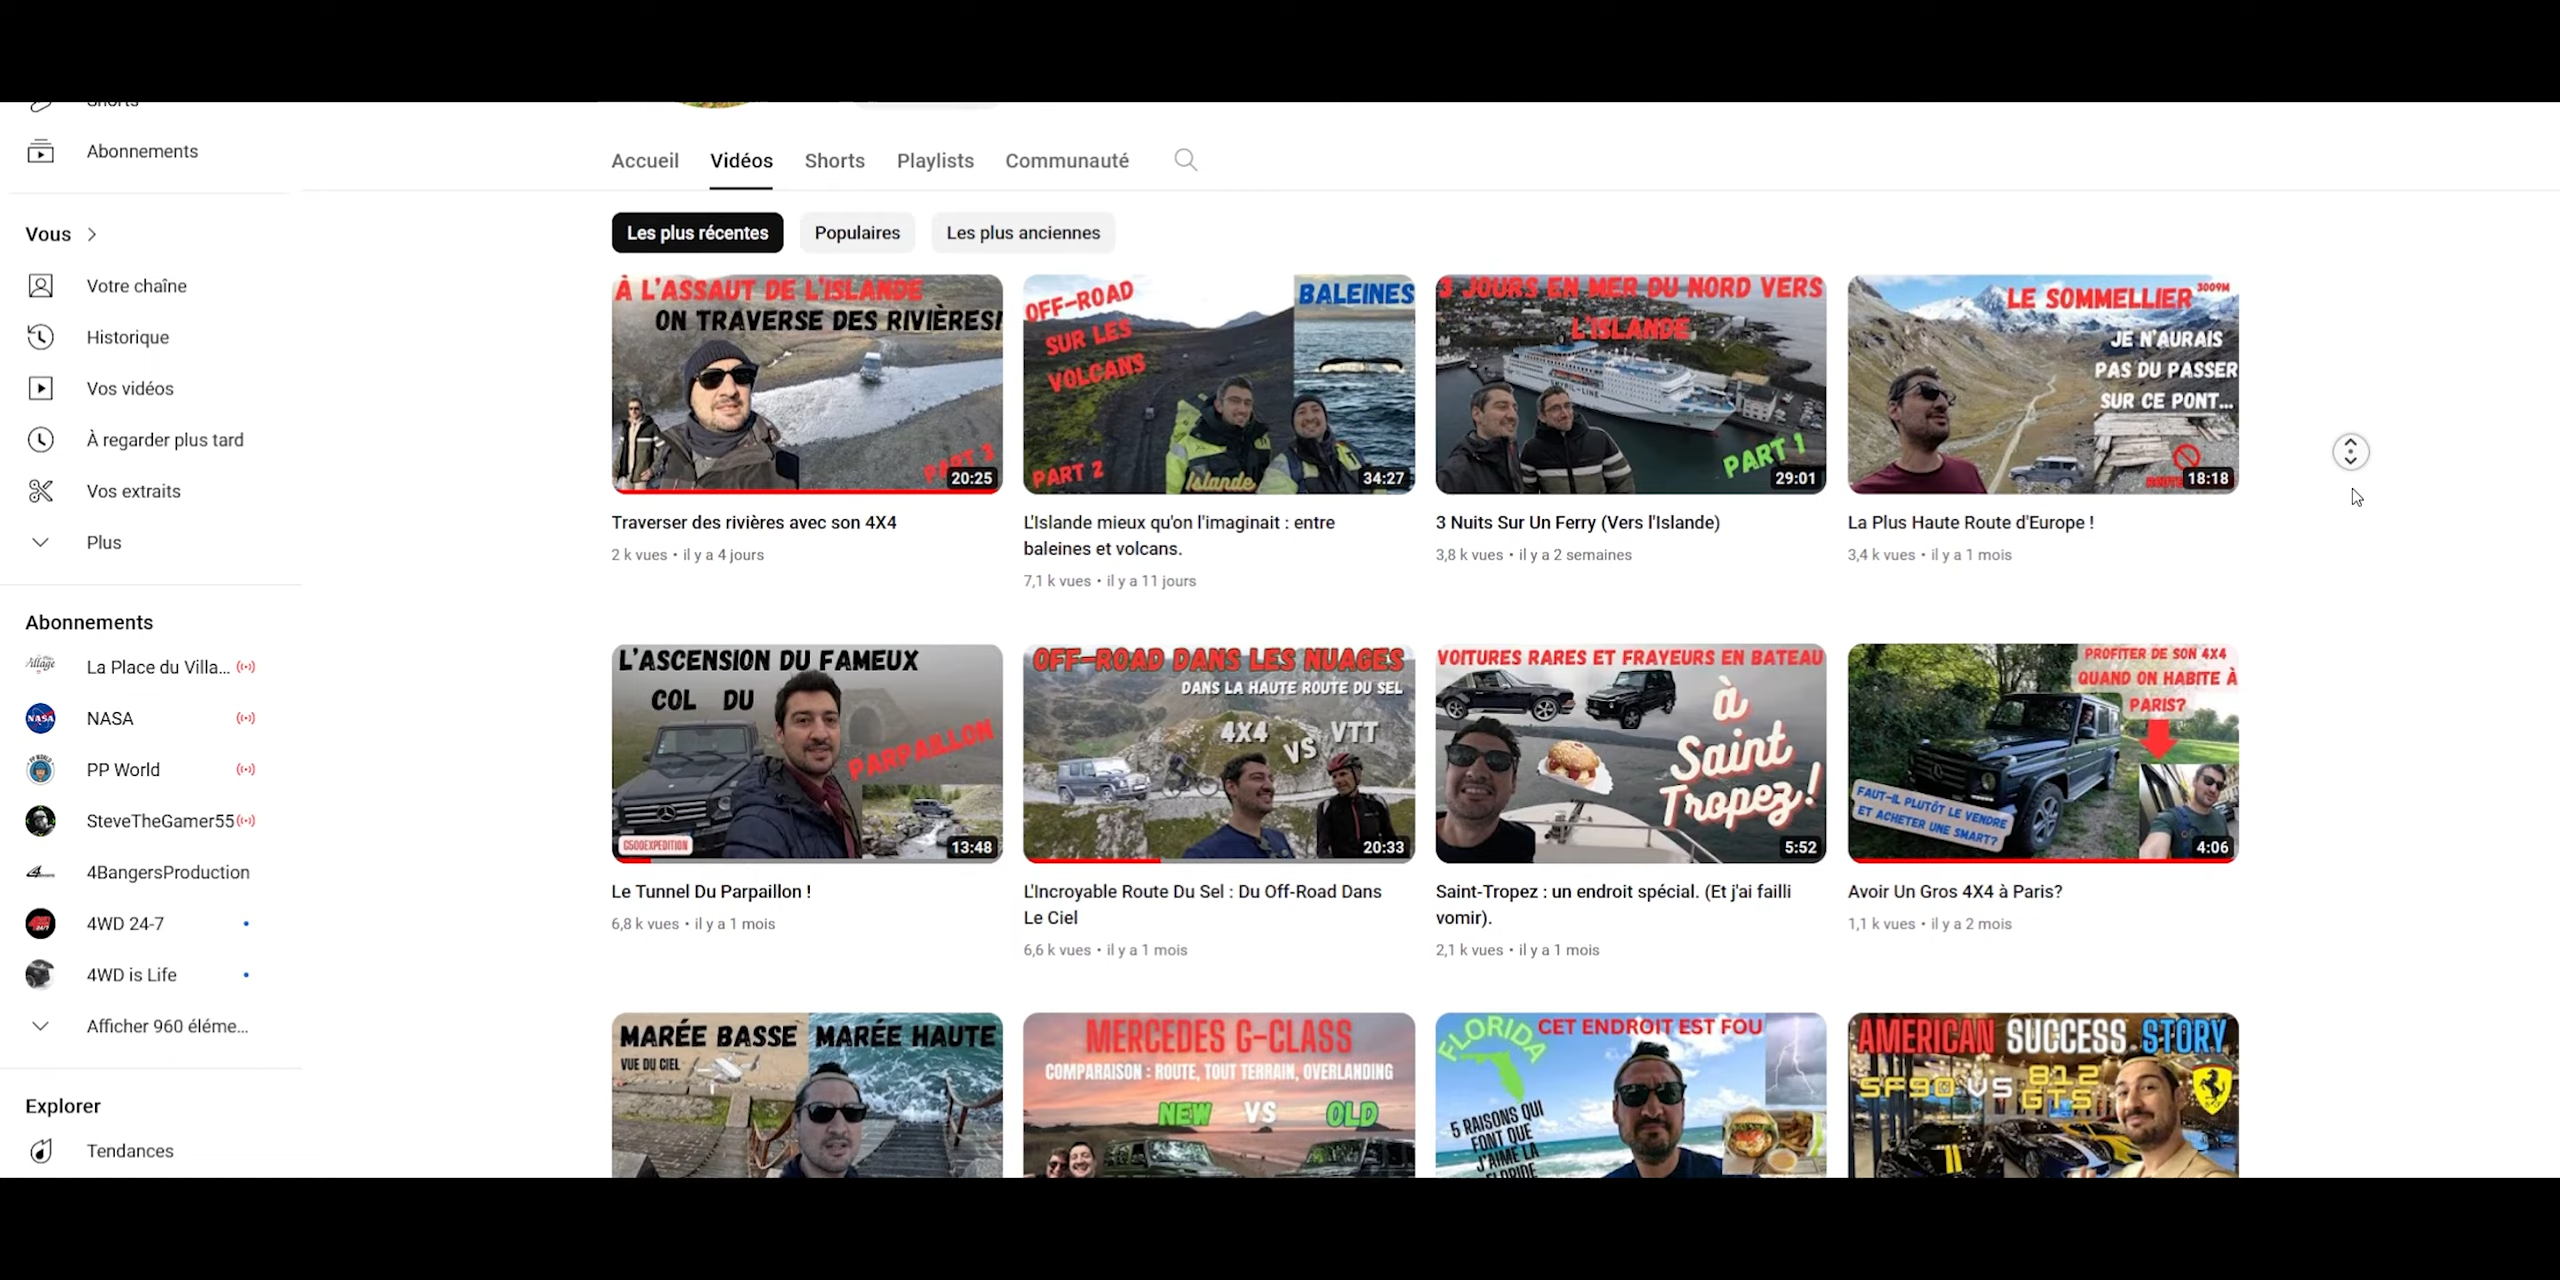 Shorts
Abonnements
Vous
Votre chaîne
Historique
Vos vidéos
À regarder plus tard
Vos extraits
Plus
Abonnements
La Place du Villa...
NASA
PP World
SteveTheGamer55
4BangersProduction
4WD 24-7
4WD is Life
Afficher 960 éléme...
Explorer
Tendances
Accueil Vidéos Shorts Playlists Communauté
Les plus récentes Populaires Les plus anciennes
À L'ASSAUT DE L'ISLANDE
ON TRAVERSE DES RIVIÈRES!
PART 3
20:25
Traverser des rivières avec son 4X4
2 k vues • il y a 4 jours
OFF-ROAD
SUR LES
VOLCANS
BALEINES
PART 2
Islande
34:27
L'Islande mieux qu'on l'imaginait : entre
baleines et volcans.
7,1 k vues • il y a 11 jours
3 JOURS EN MER DU NORD VERS
L'ISLANDE
SMYRIL-LINE
PART 1
29:01
3 Nuits Sur Un Ferry (Vers l'Islande)
3,8 k vues • il y a 2 semaines
LE SOMMELLIER 3009M
JE N'AURAIS
PAS DU PASSER
SUR CE PONT...
18:18
La Plus Haute Route d'Europe !
3,4 k vues • il y a 1 mois
L'ASCENSION DU FAMEUX
COL DU
PARPAILLON
G500EXPEDITION
13:48
Le Tunnel Du Parpaillon !
6,8 k vues • il y a 1 mois
OFF-ROAD DANS LES NUAGES
DANS LA HAUTE ROUTE DU SEL
4X4 VS VTT
20:33
L'Incroyable Route Du Sel : Du Off-Road Dans
Le Ciel
6,6 k vues • il y a 1 mois
VOITURES RARES ET FRAYEURS EN BATEAU
à
Saint
Tropez!
5:52
Saint-Tropez : un endroit spécial. (Et j'ai failli
vomir).
2,1 k vues • il y a 1 mois
PROFITER DE SON 4X4
QUAND ON HABITE À
PARIS?
FAUT-IL PLUTÔT LE VENDRE
ET ACHETER UNE SMART?
4:06
Avoir Un Gros 4X4 à Paris?
1,1 k vues • il y a 2 mois
MARÉE BASSE MARÉE HAUTE
VUE DU CIEL
MERCEDES G-CLASS
COMPARAISON : ROUTE, TOUT TERRAIN, OVERLANDING
NEW VS OLD
FLORIDA
CET ENDROIT EST FOU
5 RAISONS QUI
FONT QUE
J'AIME LA
FLORIDE
AMERICAN SUCCESS STORY
SF90 VS 812
GTS